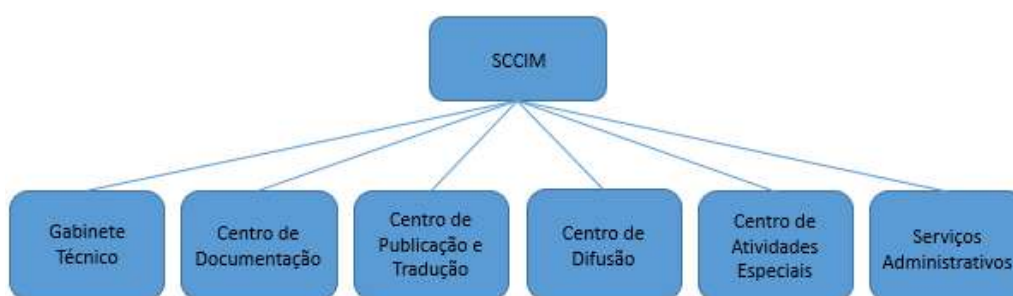 SCCIM
Gabinete
Técnico
Centro de
Documentação
Centro de
Publicação e
Tradução
Centro de
Difusão
Centro de
Atividades
Especiais
Serviços
Administrativos